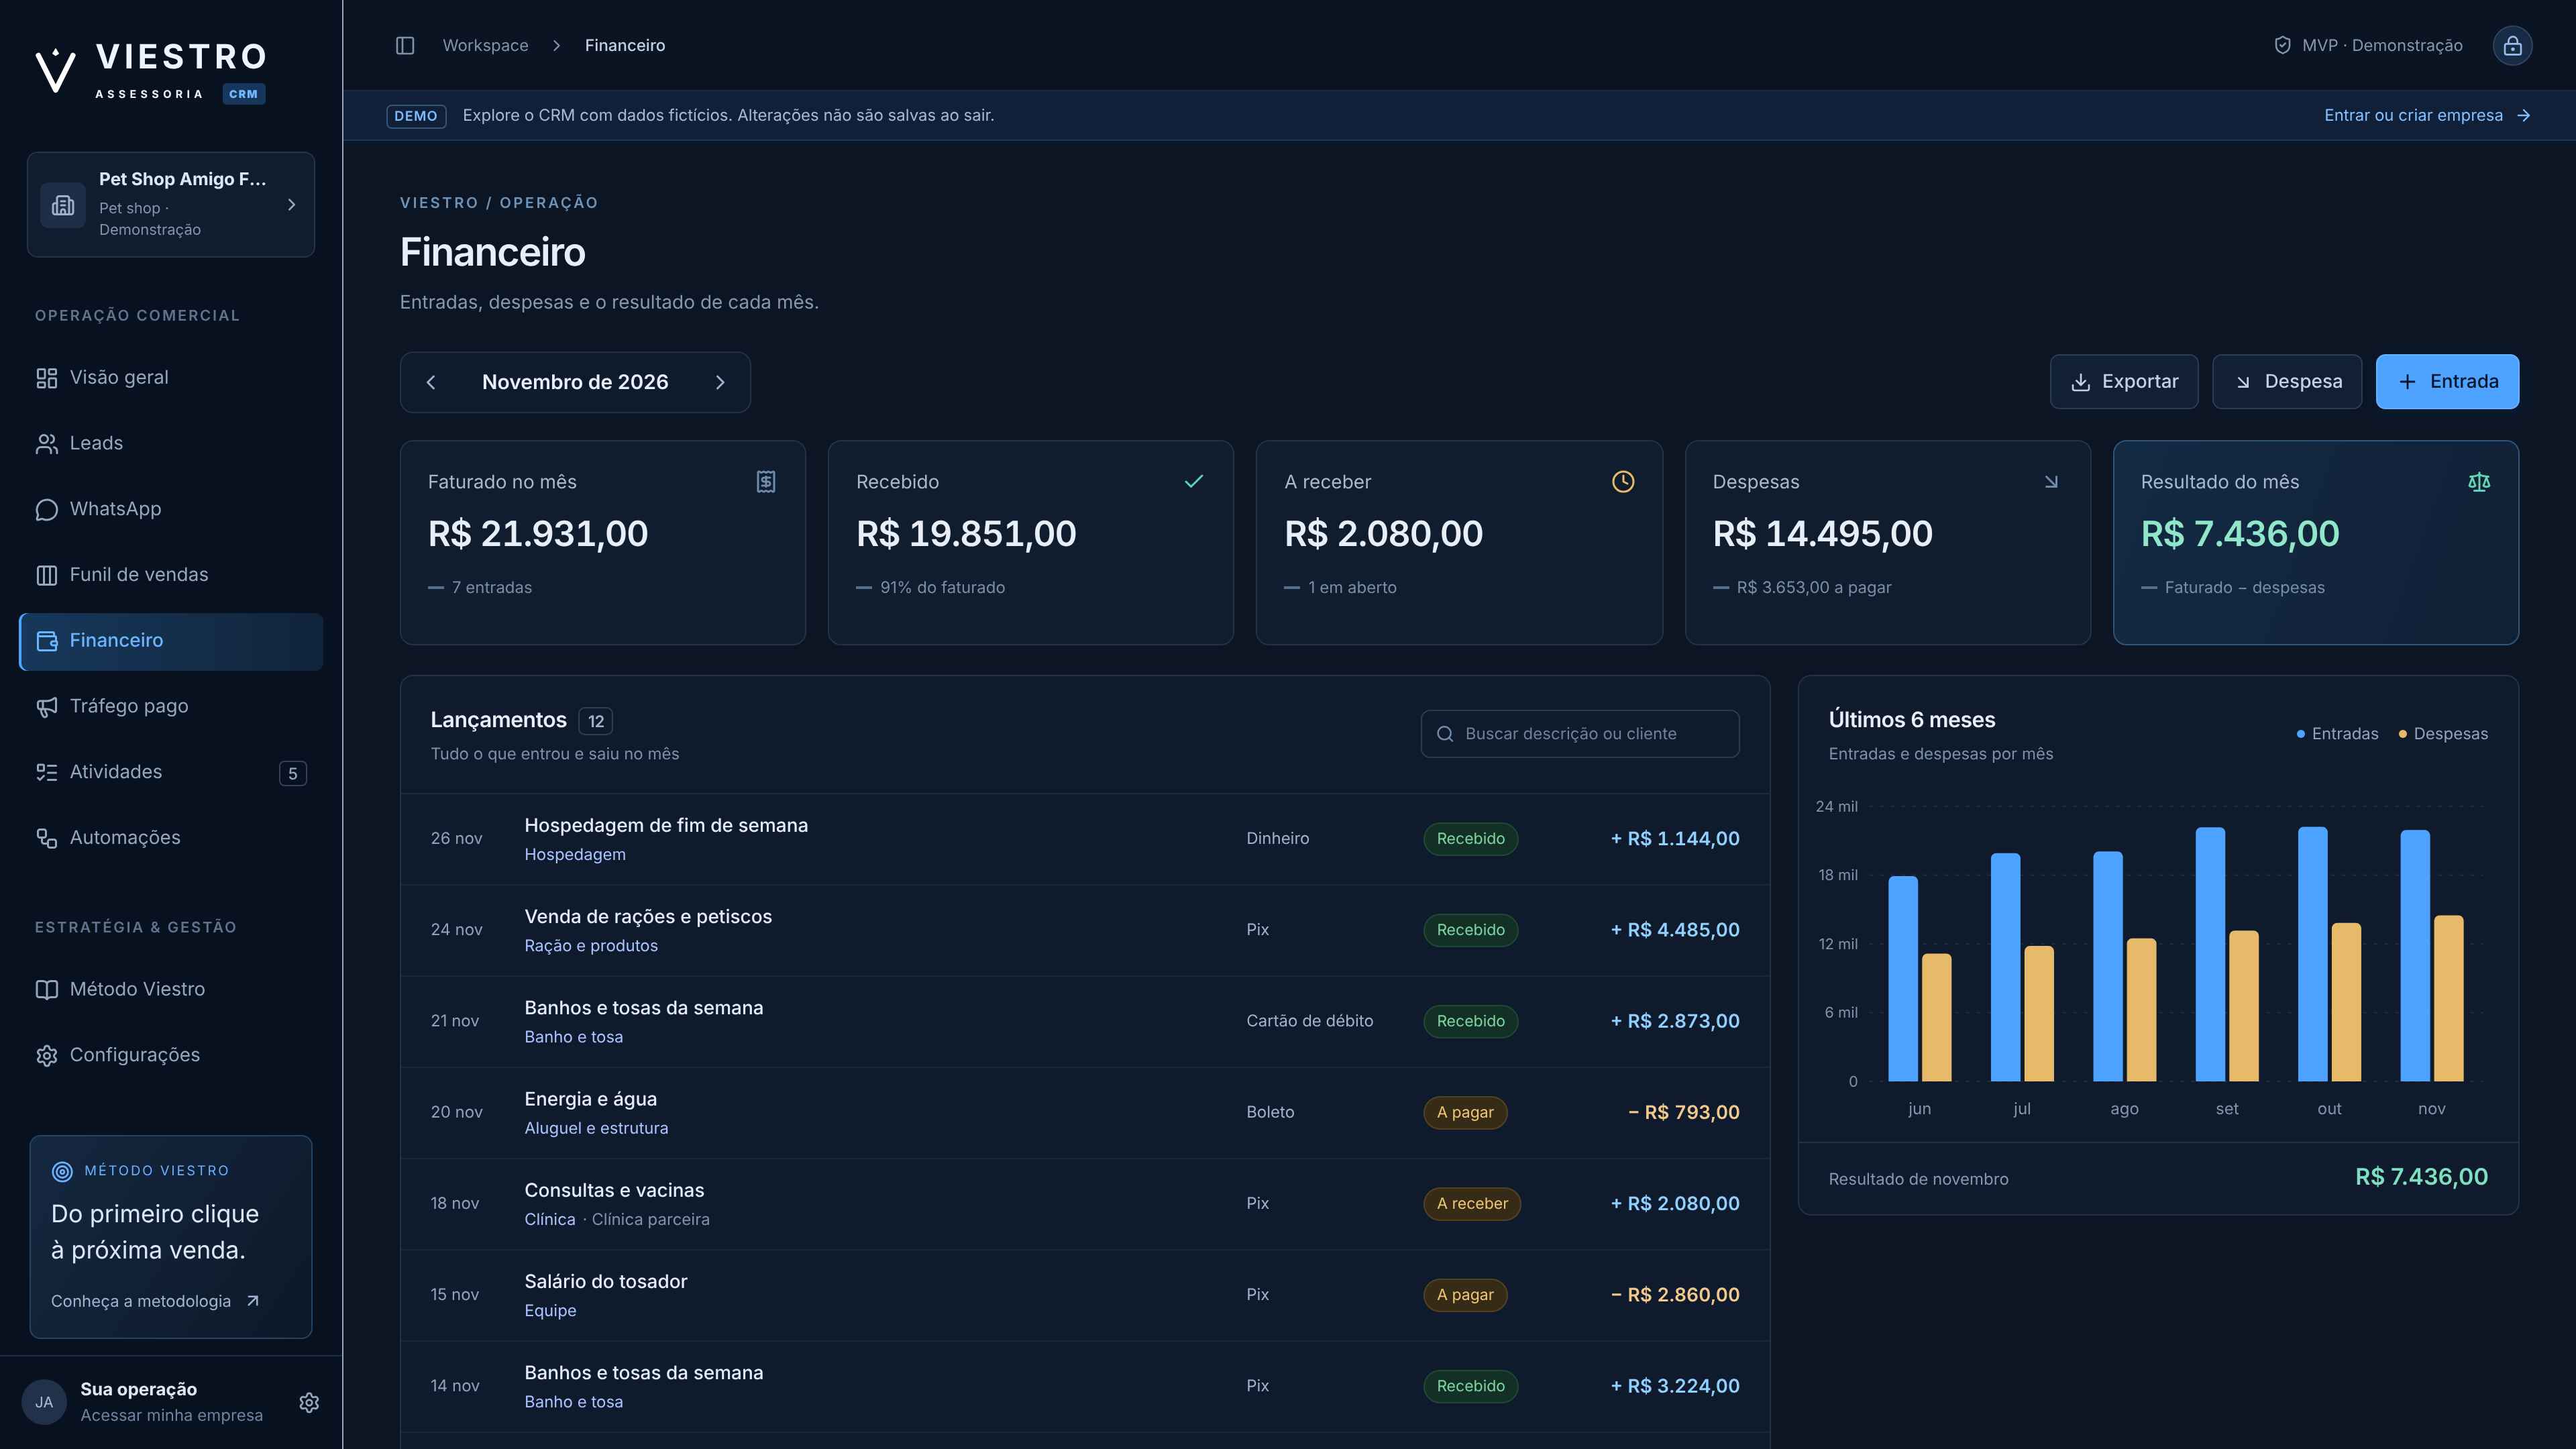 VIESTRO
ASSESSORIA CRM
Pet Shop Amigo F...
Pet shop ·
Demonstração
OPERAÇÃO COMERCIAL
Visão geral
Leads
WhatsApp
Funil de vendas
Financeiro
Tráfego pago
Atividades 5
Automações
ESTRATÉGIA & GESTÃO
Método Viestro
Configurações
MÉTODO VIESTRO
Do primeiro clique
à próxima venda.
Conheça a metodologia
JA
Sua operação
Acessar minha empresa
Workspace Financeiro
MVP · Demonstração
DEMO Explore o CRM com dados fictícios. Alterações não são salvas ao sair.
Entrar ou criar empresa
VIESTRO / OPERAÇÃO
Financeiro
Entradas, despesas e o resultado de cada mês.
Novembro de 2026
Exportar
Despesa
Entrada
Faturado no mês
R$ 21.931,00
7 entradas
Recebido
R$ 19.851,00
91% do faturado
A receber
R$ 2.080,00
1 em aberto
Despesas
R$ 14.495,00
R$ 3.653,00 a pagar
Resultado do mês
R$ 7.436,00
Faturado – despesas
Lançamentos 12
Tudo o que entrou e saiu no mês
Buscar descrição ou cliente
26 nov Hospedagem de fim de semana Dinheiro Recebido + R$ 1.144,00
Hospedagem
24 nov Venda de rações e petiscos Pix Recebido + R$ 4.485,00
Ração e produtos
21 nov Banhos e tosas da semana Cartão de débito Recebido + R$ 2.873,00
Banho e tosa
20 nov Energia e água Boleto A pagar – R$ 793,00
Aluguel e estrutura
18 nov Consultas e vacinas Pix A receber + R$ 2.080,00
Clínica · Clínica parceira
15 nov Salário do tosador Pix A pagar – R$ 2.860,00
Equipe
14 nov Banhos e tosas da semana Pix Recebido + R$ 3.224,00
Banho e tosa
Últimos 6 meses
Entradas e despesas por mês
Entradas Despesas
24 mil
18 mil
12 mil
6 mil
0
jun jul ago set out nov
Resultado de novembro R$ 7.436,00